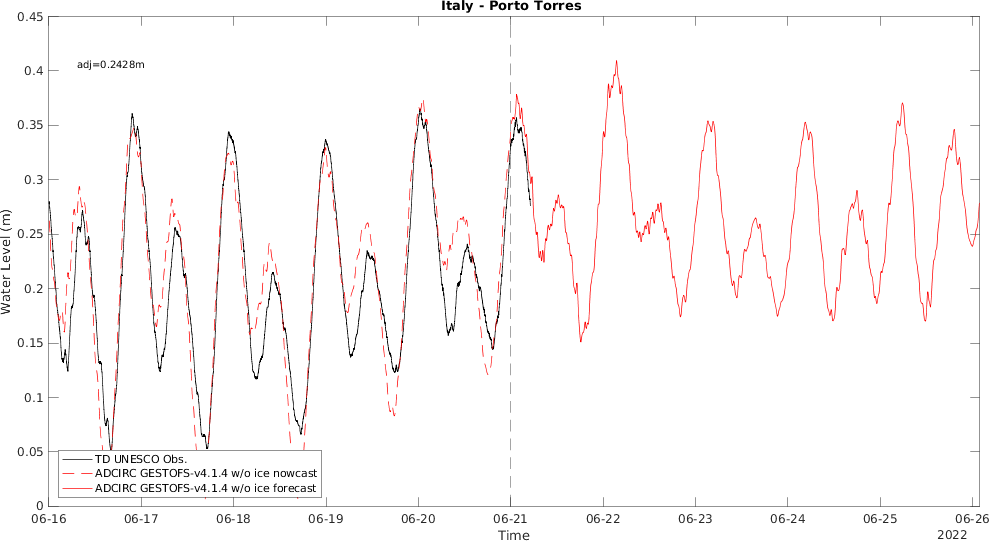 Italy - Porto Torres
0.45
adj=0.2428m
0.4
0.35
0.3
0.25
0.2
0.15
0.1
0.05
0
Water Level (m)
TD UNESCO Obs.
ADCIRC GESTOFS-v4.1.4 w/o ice nowcast
ADCIRC GESTOFS-v4.1.4 w/o ice forecast
06-16 06-17 06-18 06-19 06-20 06-21 06-22 06-23 06-24 06-25 06-26
Time
2022